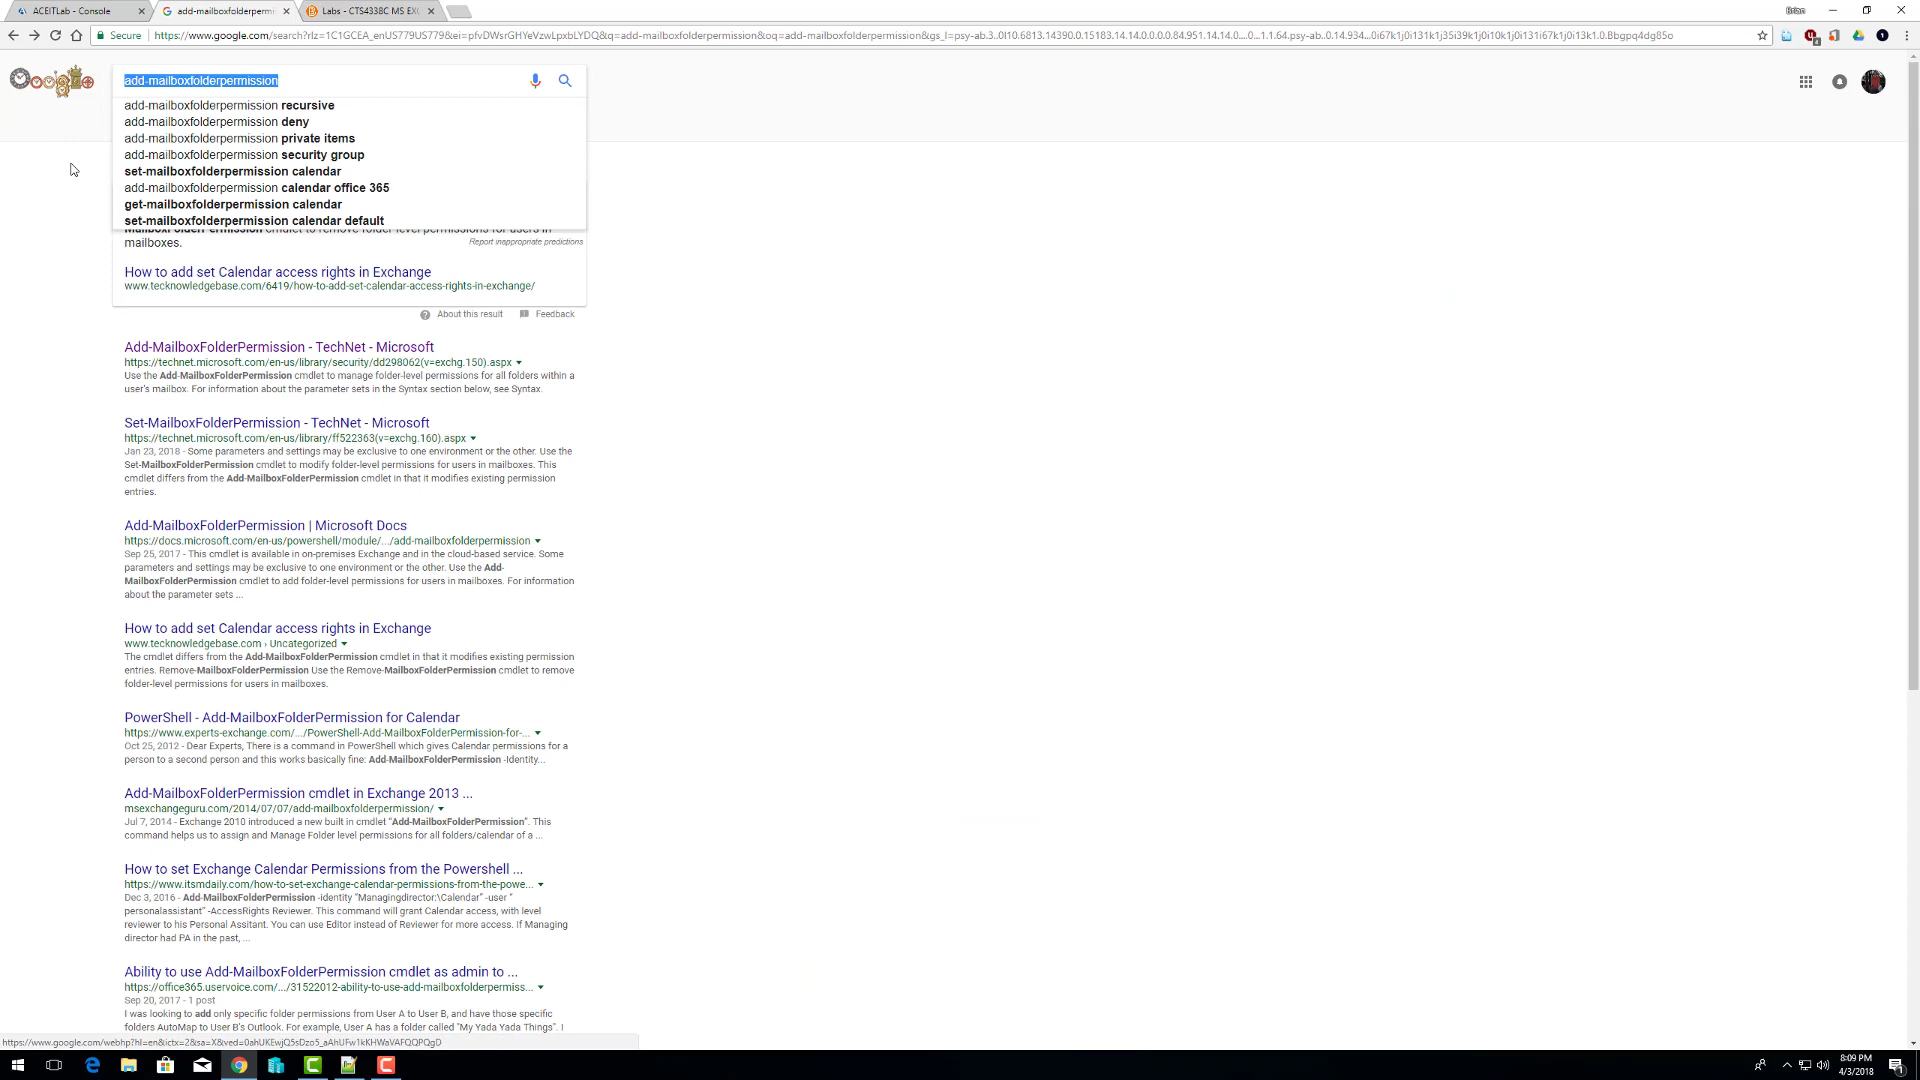 ACEITLab - Console
add-mailboxfolderpermi
Labs - CTS4338C MS EX
Brian
Secure
https://www.google.com/search?rlz=1C1GCEA_enUS779US779&ei=pfvDWsrGHYeVzwLpxbLYDQ&q=add-mailboxfolderpermission&oq=add-mailboxfolderpermission&gs_l=psy-ab.3..0l10.6813.14390.0.15183.14.14.0.0.0.0.84.951.14.14.0....0...1.1.64.psy-ab..0.14.934...0i67k1j0i131k1j35i39k1j0i10k1j0i131i67k1j0i13k1.0.Bbgpq4dg85o
add-mailboxfolderpermission
add-mailboxfolderpermission recursive
add-mailboxfolderpermission deny
add-mailboxfolderpermission private items
add-mailboxfolderpermission security group
set-mailboxfolderpermission calendar
add-mailboxfolderpermission calendar office 365
get-mailboxfolderpermission calendar
set-mailboxfolderpermission calendar default
MailboxFolderPermission cmdlet to remove folder-level permissions for users in
mailboxes.
Report inappropriate predictions
How to add set Calendar access rights in Exchange
www.tecknowledgebase.com/6419/how-to-add-set-calendar-access-rights-in-exchange/
About this result
Feedback
Add-MailboxFolderPermission - TechNet - Microsoft
https://technet.microsoft.com/en-us/library/security/dd298062(v=exchg.150).aspx
Use the Add-MailboxFolderPermission cmdlet to manage folder-level permissions for all folders within a
user's mailbox. For information about the parameter sets in the Syntax section below, see Syntax.
Set-MailboxFolderPermission - TechNet - Microsoft
https://technet.microsoft.com/en-us/library/ff522363(v=exchg.160).aspx
Jan 23, 2018 - Some parameters and settings may be exclusive to one environment or the other. Use the
Set-MailboxFolderPermission cmdlet to modify folder-level permissions for users in mailboxes. This
cmdlet differs from the Add-MailboxFolderPermission cmdlet in that it modifies existing permission
entries.
Add-MailboxFolderPermission | Microsoft Docs
https://docs.microsoft.com/en-us/powershell/module/.../add-mailboxfolderpermission
Sep 25, 2017 - This cmdlet is available in on-premises Exchange and in the cloud-based service. Some
parameters and settings may be exclusive to one environment or the other. Use the Add-
MailboxFolderPermission cmdlet to add folder-level permissions for users in mailboxes. For information
about the parameter sets ...
How to add set Calendar access rights in Exchange
www.tecknowledgebase.com › Uncategorized
The cmdlet differs from the Add-MailboxFolderPermission cmdlet in that it modifies existing permission
entries. Remove-MailboxFolderPermission Use the Remove-MailboxFolderPermission cmdlet to remove
folder-level permissions for users in mailboxes.
PowerShell - Add-MailboxFolderPermission for Calendar
https://www.experts-exchange.com/.../PowerShell-Add-MailboxFolderPermission-for-...
Oct 25, 2012 - Dear Experts, There is a command in PowerShell which gives Calendar permissions for a
person to a second person and this works basically fine: Add-MailboxFolderPermission -Identity...
Add-MailboxFolderPermission cmdlet in Exchange 2013 ...
msexchangeguru.com/2014/07/07/add-mailboxfolderpermission/
Jul 7, 2014 - Exchange 2010 introduced a new built in cmdlet “Add-MailboxFolderPermission”. This
command helps us to assign and Manage Folder level permissions for all folders/calendar of a ...
How to set Exchange Calendar Permissions from the Powershell ...
https://www.itsmdaily.com/how-to-set-exchange-calendar-permissions-from-the-powe...
Dec 3, 2016 - Add-MailboxFolderPermission -identity “Managingdirector:\Calendar” -user “
personalassistant” -AccessRights Reviewer. This command will grant Calendar access, with level
reviewer to his Personal Assitant. You can use Editor instead of Reviewer for more access. If Managing
director had PA in the past, ...
Ability to use Add-MailboxFolderPermission cmdlet as admin to ...
https://office365.uservoice.com/.../31522012-ability-to-use-add-mailboxfolderpermiss...
Sep 20, 2017 - 1 post
I was looking to add only specific folder permissions from User A to User B, and have those specific
folders AutoMap to User B's Outlook. For example, User A has a folder called "My Yada Yada Things". I
https://www.google.com/webhp?hl=en&ictx=2&sa=X&ved=0ahUKEwjQ5sDzo5_aAhUFw1kKHWaVAFQQPQgD
8:09 PM
4/3/2018